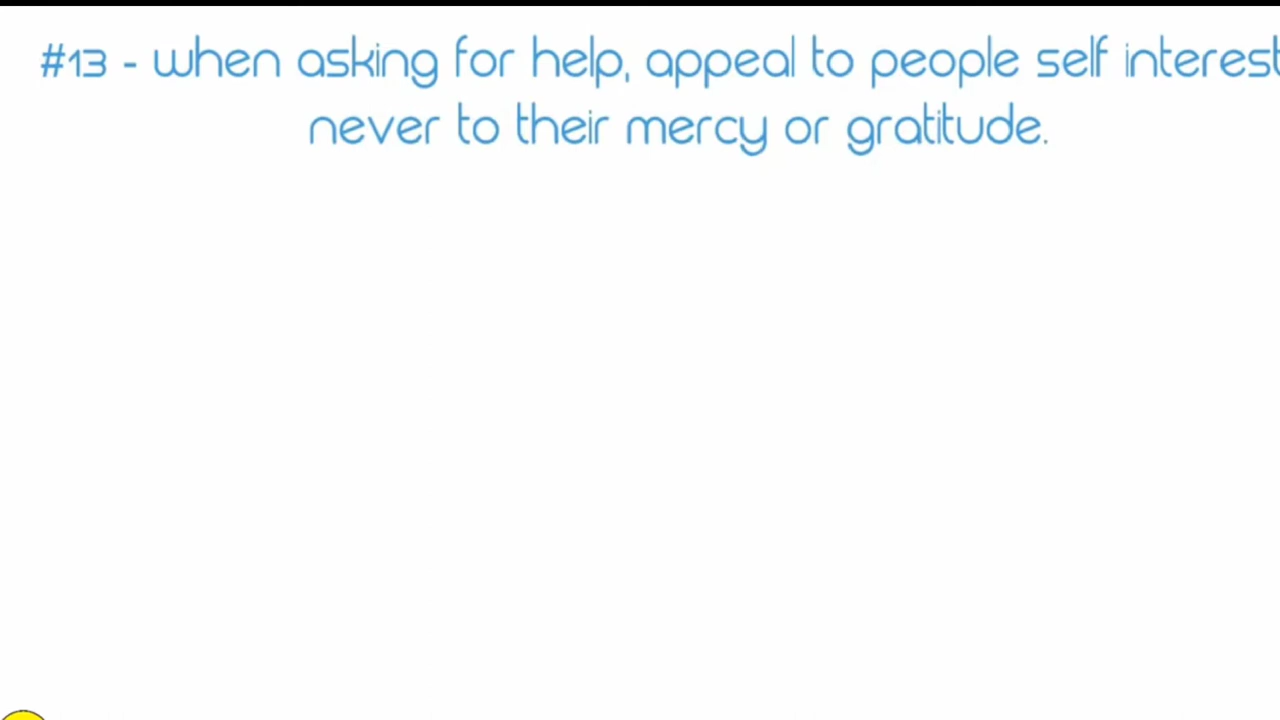 #13 - when asking for help, appeal to people self interest
never to their mercy or gratitude.